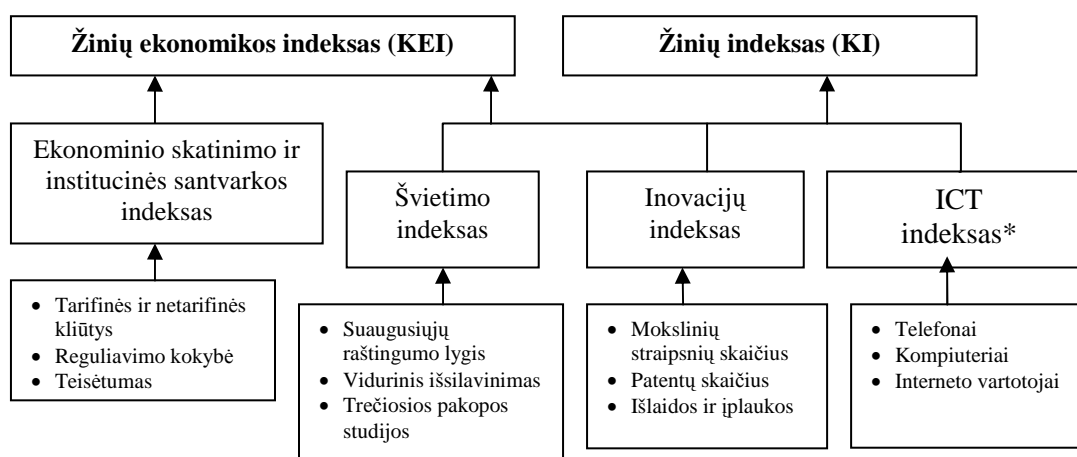 Žinių ekonomikos indeksas (KEI)
Žinių indeksas (KI)
Ekonominio skatinimo ir
institucinės santvarkos
indeksas
Švietimo
indeksas
Inovacijų
indeksas
ICT
indeksas*
• Tarifinės ir netarifinės
kliūtys
• Reguliavimo kokybė
• Teisėtumas
• Suaugusiųjų
raštingumo lygis
• Vidurinis išsilavinimas
• Trečiosios pakopos
studijos
• Mokslinių
straipsnių skaičius
• Patentų skaičius
• Išlaidos ir įplaukos
• Telefonai
• Kompiuteriai
• Interneto vartotojai